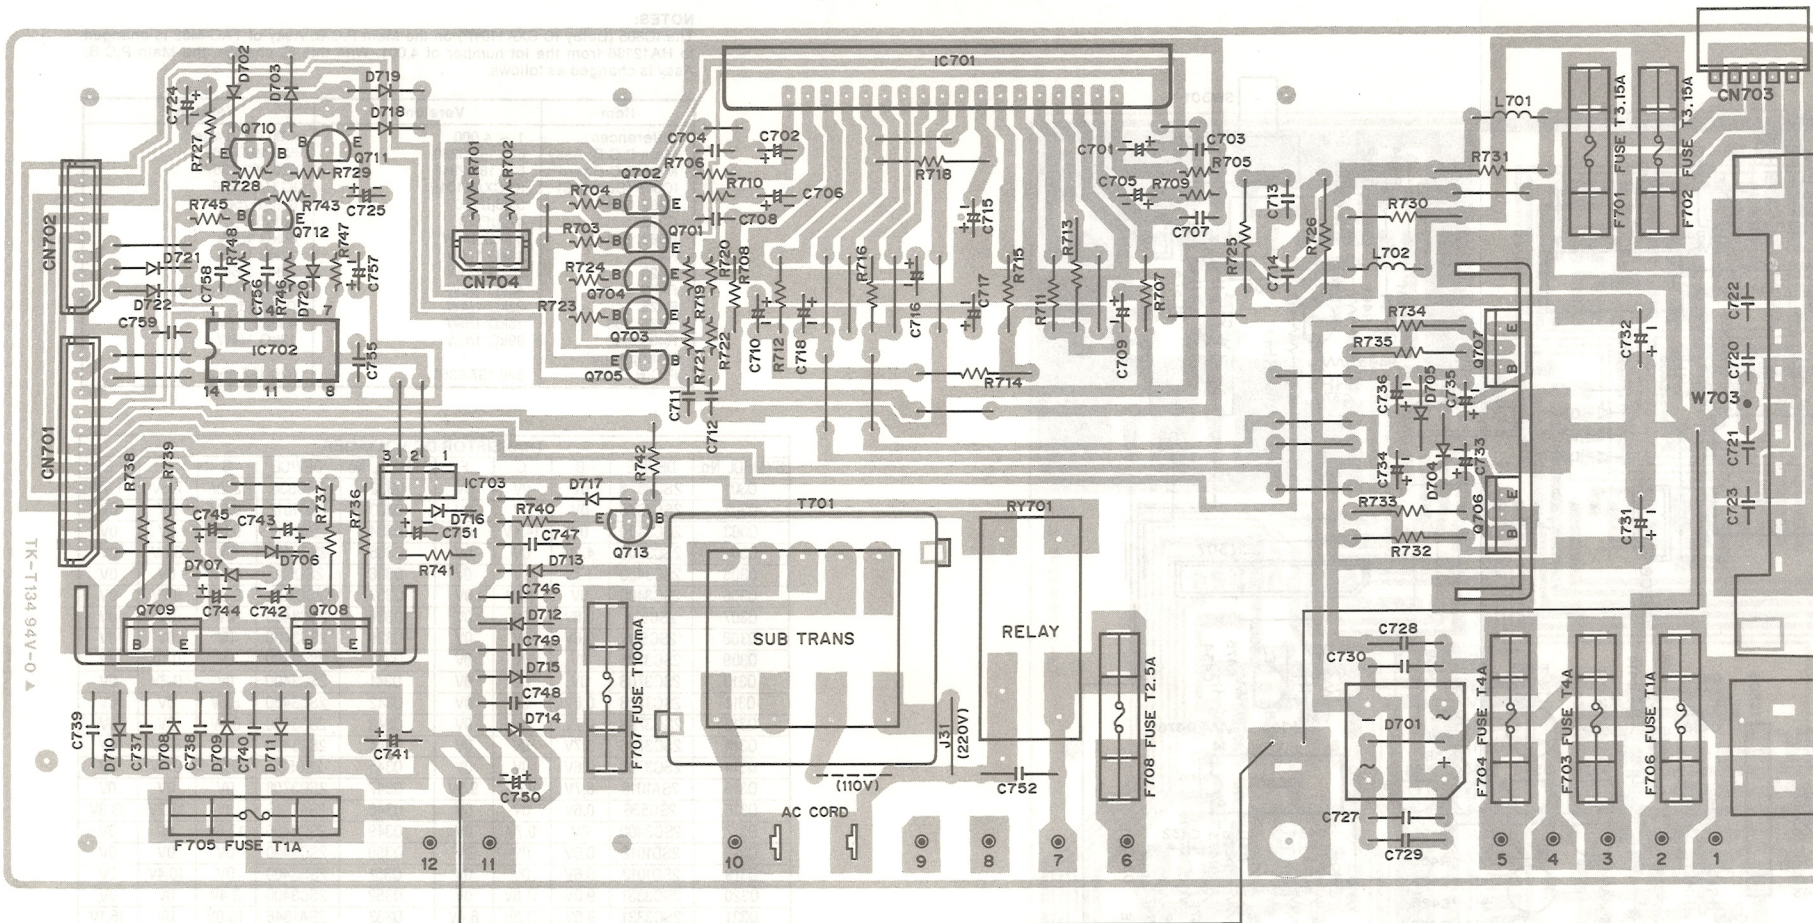 IC701
D702
D703
D719
D718
C724
R727
Q710
E
B
B
E
Q711
R728
R729
R745
R743
C725
B
E
Q712
CN702
D721
D722
C758
R748
C756
R746
D720
R747
C757
C759
1
4
7
IC702
14
11
8
C755
CN701
R738
R739
C745
C743
R737
R736
3
2
1
IC703
D716
C751
R741
D707
D706
C744
C742
Q709
Q708
B
E
B
E
TK-T134 94V-0 ▲
C739
D710
C737
D708
C738
D709
C740
D711
C741
F705 FUSE T1A
12
11
R701
R702
CN704
R704
Q702
B
E
R703
Q701
B
E
R724
Q704
B
R723
Q703
B
E
Q705
B
C704
C702
R706
R710
C706
C708
R719
R720
R708
R721
R722
C710
R712
C718
C711
C712
R742
R718
R716
C716
C715
C717
R715
R711
R713
C709
R707
R714
C701
C703
R705
C705
R709
C707
R725
C713
C714
R726
L701
R731
R730
L702
F701 FUSE T3.15A
F702 FUSE T3.15A
CN703
R734
R735
Q707
E
B
C736
D705
C735
C734
D704
C733
R733
R732
Q706
E
B
C732
C731
C722
C720
W703
C721
C723
D717
R740
E
B
Q713
C747
D713
C746
D712
C749
D715
C748
D714
C750
F707 FUSE T100mA
T701
SUB TRANS
J31
(220V)
(110V)
AC CORD
RY701
RELAY
C752
F708 FUSE T2.5A
10
9
8
7
6
C728
C730
D701
-
~
~
+
C727
C729
F704 FUSE T4A
F703 FUSE T4A
F706 FUSE T1A
5
4
3
2
1